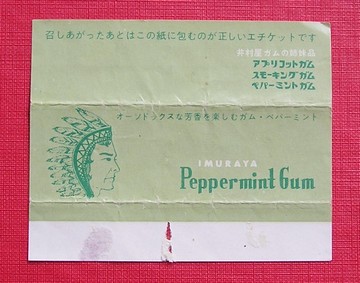 召しあがったあとはこの紙に包むのが正しいエチケットです
井村屋ガムの姉妹品
アプリコットガム
スモーキングガム
ペパーミントガム
オーソドックスな芳香を楽しむガム・ペパーミント
IMURAYA
Peppermint Gum